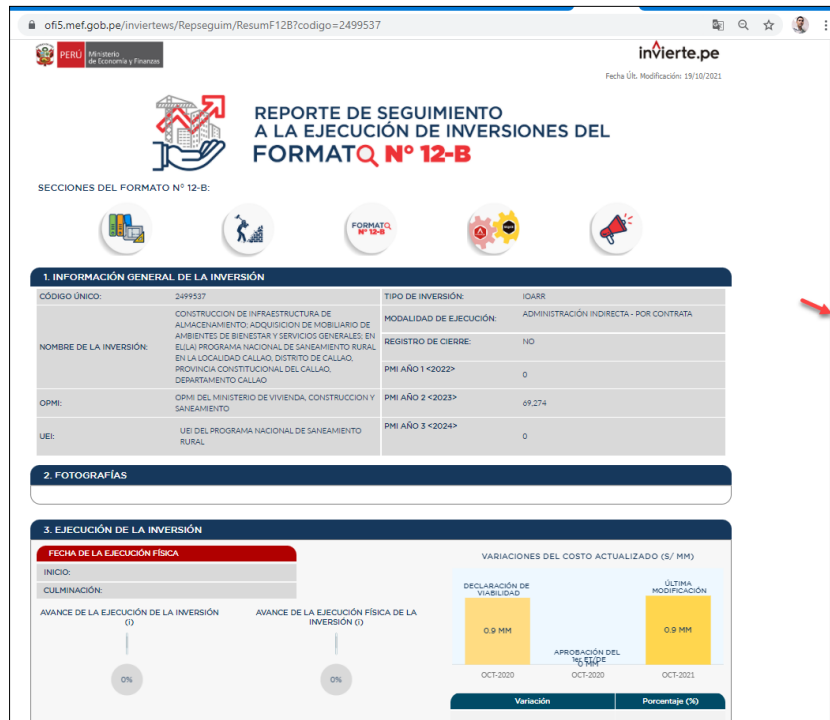 ofi5.mef.gob.pe/inviertews/Repseguim/ResumF12B?codigo=2499537
PERÚ Ministerio de Economía y Finanzas
invierte.pe
Fecha Últ. Modificación: 19/10/2021
REPORTE DE SEGUIMIENTO
A LA EJECUCIÓN DE INVERSIONES DEL
FORMATO Nº 12-B
SECCIONES DEL FORMATO Nº 12-B:
FORMATO
Nº 12-B
1. INFORMACIÓN GENERAL DE LA INVERSIÓN
CÓDIGO ÚNICO: 2499537
NOMBRE DE LA INVERSIÓN:
CONSTRUCCION DE INFRAESTRUCTURA DE
ALMACENAMIENTO; ADQUISICION DE MOBILIARIO DE
AMBIENTES DE BIENESTAR Y SERVICIOS GENERALES; EN
EL(LA) PROGRAMA NACIONAL DE SANEAMIENTO RURAL
EN LA LOCALIDAD CALLAO, DISTRITO DE CALLAO,
PROVINCIA CONSTITUCIONAL DEL CALLAO,
DEPARTAMENTO CALLAO
OPMI:
OPMI DEL MINISTERIO DE VIVIENDA, CONSTRUCCION Y
SANEAMIENTO
UEI:
UEI DEL PROGRAMA NACIONAL DE SANEAMIENTO
RURAL
TIPO DE INVERSIÓN: IOARR
MODALIDAD DE EJECUCIÓN: ADMINISTRACIÓN INDIRECTA - POR CONTRATA
REGISTRO DE CIERRE: NO
PMI AÑO 1 <2022> 0
PMI AÑO 2 <2023> 69,274
PMI AÑO 3 <2024> 0
2. FOTOGRAFÍAS
3. EJECUCIÓN DE LA INVERSIÓN
FECHA DE LA EJECUCIÓN FÍSICA
INICIO:
CULMINACIÓN:
AVANCE DE LA EJECUCIÓN DE LA INVERSIÓN
(i)
0%
AVANCE DE LA EJECUCIÓN FÍSICA DE LA
INVERSIÓN (i)
0%
VARIACIONES DEL COSTO ACTUALIZADO (S/ MM)
DECLARACIÓN DE
VIABILIDAD
0.9 MM
OCT-2020
APROBACIÓN DEL
1er ET/DE
0 MM
OCT-2020
ÚLTIMA
MODIFICACIÓN
0.9 MM
OCT-2021
Variación Porcentaje (%)